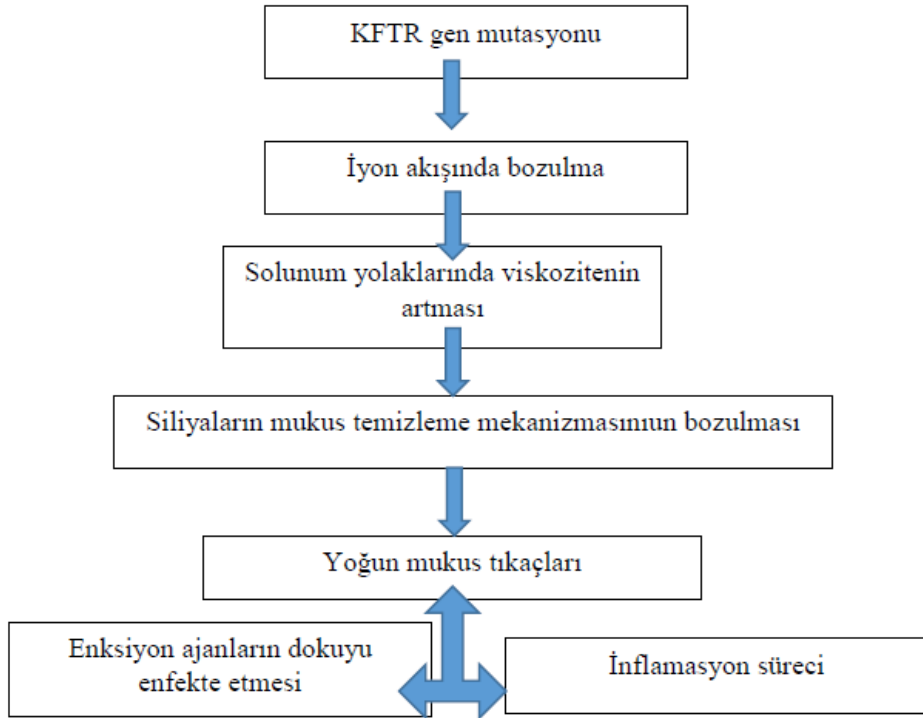 KFTR gen mutasyonu
İyon akışında bozulma
Solunum yolaklarında viskozitenin
artması
Siliyaların mukus temizleme mekanizmasınıun bozulması
Yoğun mukus tıkaçları
Enksiyon ajanların dokuyu
enfekte etmesi
İnflamasyon süreci